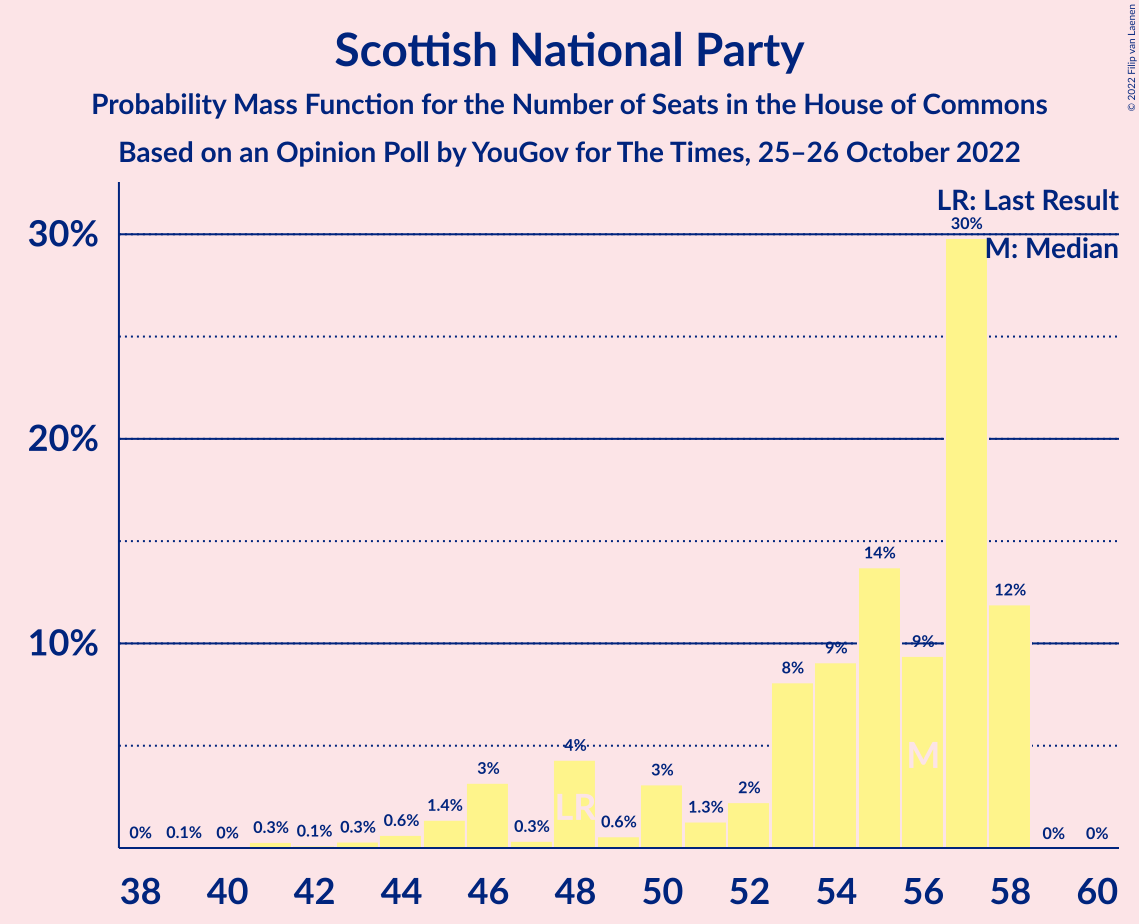 Scottish National Party
Probability Mass Function for the Number of Seats in the House of Commons
Based on an Opinion Poll by YouGov for The Times, 25–26 October 2022
© 2022 Filip van Laenen
LR: Last Result
M: Median
30%
20%
10%
0% 0.1% 0% 0.3% 0.1% 0.3% 0.6% 1.4% 3% 0.3% 4% 0.6% 3% 1.3% 2% 8% 9% 14% 9% 30% 12% 0% 0%
LR M
38 40 42 44 46 48 50 52 54 56 58 60